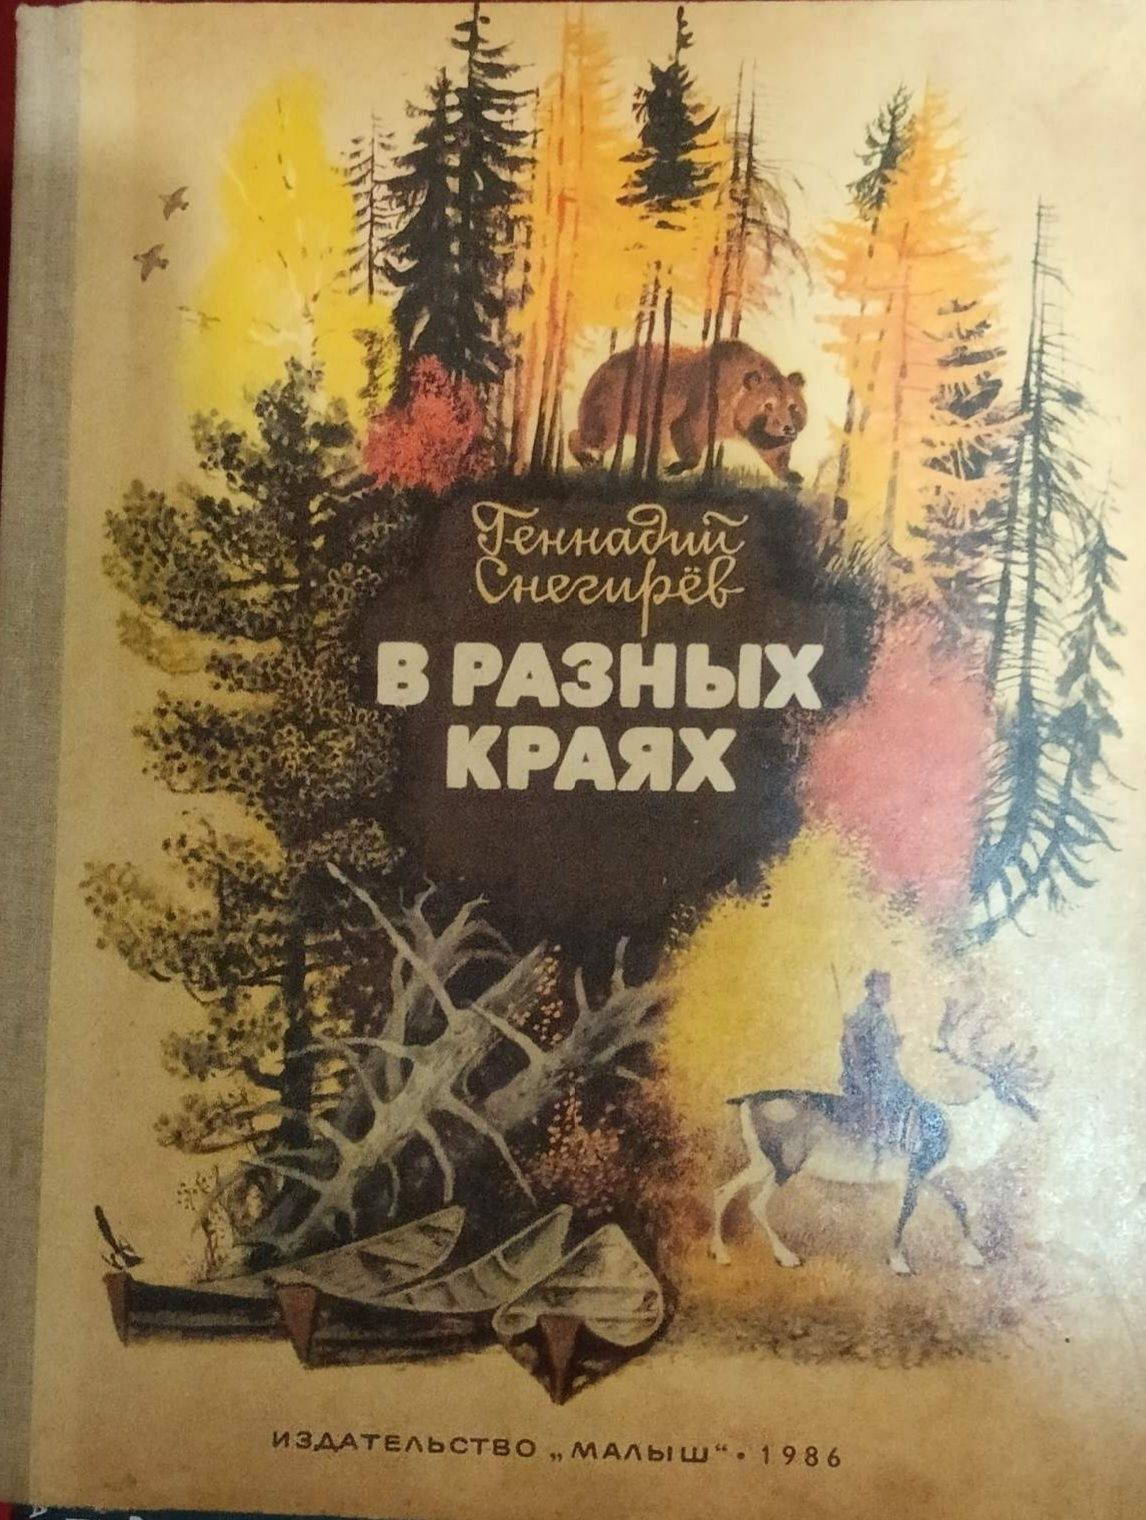 Геннадий
Снегирёв
В РАЗНЫХ
КРАЯХ
ИЗДАТЕЛЬСТВО „МАЛЫШ“ • 1986